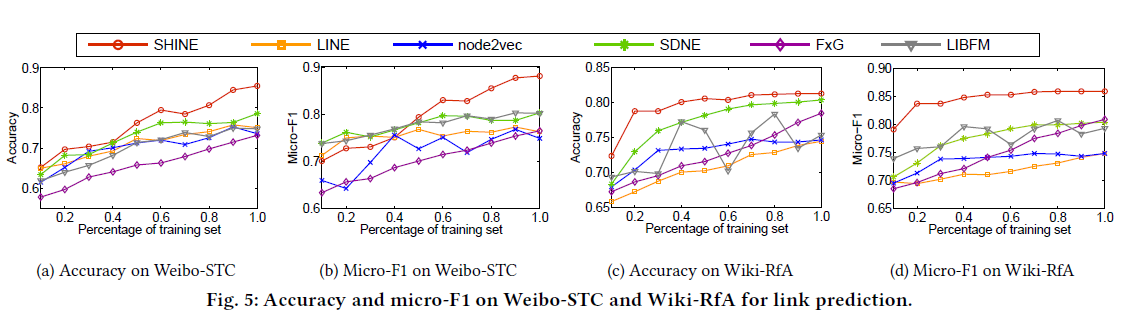 SHINE LINE node2vec SDNE FxG LIBFM
0.9
0.8
0.7
0.6
Accuracy
0.2 0.4 0.6 0.8 1.0
Percentage of training set
(a) Accuracy on Weibo-STC
0.9
0.8
0.7
0.6
Micro-F1
0.2 0.4 0.6 0.8 1.0
Percentage of training set
(b) Micro-F1 on Weibo-STC
0.85
0.80
0.75
0.70
0.65
Accuracy
0.2 0.4 0.6 0.8 1.0
Percentage of training set
(c) Accuracy on Wiki-RfA
0.90
0.85
0.80
0.75
0.70
0.65
Micro-F1
0.2 0.4 0.6 0.8 1.0
Percentage of training set
(d) Micro-F1 on Wiki-RfA
Fig. 5: Accuracy and micro-F1 on Weibo-STC and Wiki-RfA for link prediction.